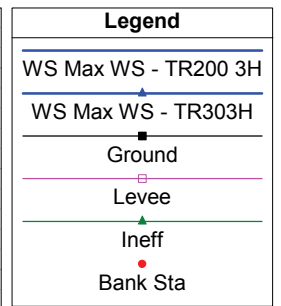 Legend
WS Max WS - TR200 3H
WS Max WS - TR303H
Ground
Levee
Ineff
Bank Sta